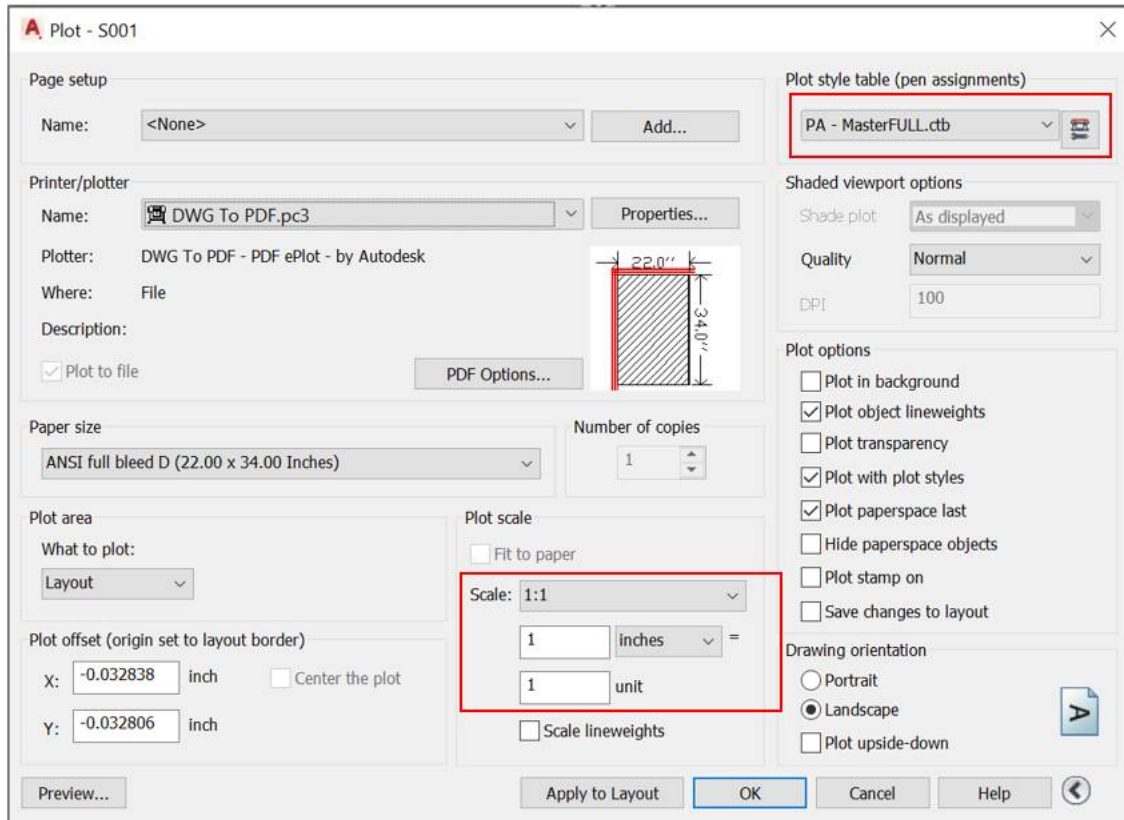 Plot - S001
Page setup
Name: <None> Add...
Plot style table (pen assignments)
PA - MasterFULL.ctb
Printer/plotter
Name: DWG To PDF.pc3 Properties...
Plotter: DWG To PDF - PDF ePlot - by Autodesk
Where: File
Description:
Plot to file
PDF Options...
22.0''
34.0''
Shaded viewport options
Shade plot As displayed
Quality Normal
DPI 100
Paper size
ANSI full bleed D (22.00 x 34.00 Inches)
Number of copies
1
Plot options
Plot in background
Plot object lineweights
Plot transparency
Plot with plot styles
Plot paperspace last
Hide paperspace objects
Plot stamp on
Save changes to layout
Plot area
What to plot:
Layout
Plot scale
Fit to paper
Scale: 1:1
1 inches =
1 unit
Scale lineweights
Plot offset (origin set to layout border)
X: -0.032838 inch Center the plot
Y: -0.032806 inch
Drawing orientation
Portrait
Landscape
Plot upside-down
A
Preview... Apply to Layout OK Cancel Help